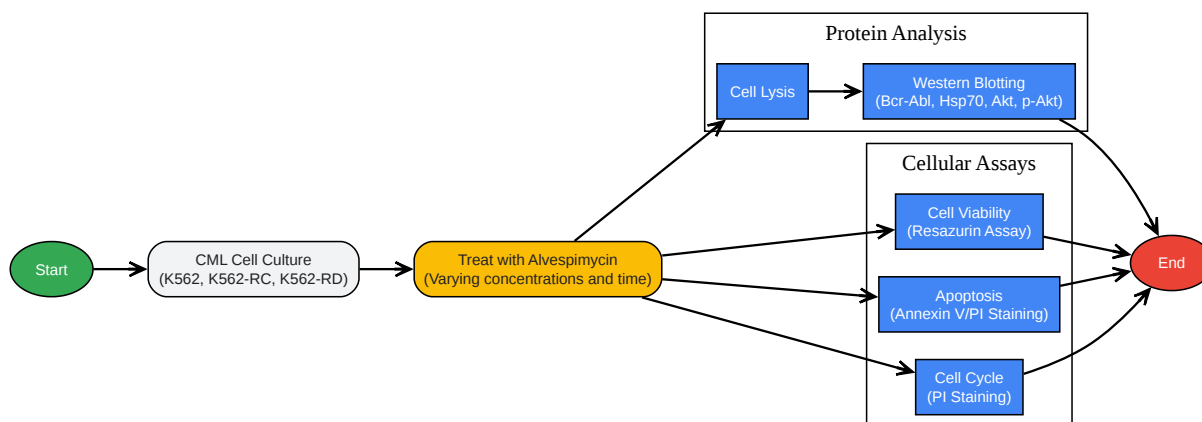 Start
CML Cell Culture
(K562, K562-RC, K562-RD)
Treat with Alvespimycin
(Varying concentrations and time)
Protein Analysis
Cell Lysis
Western Blotting
(Bcr-Abl, Hsp70, Akt, p-Akt)
Cellular Assays
Cell Viability
(Resazurin Assay)
Apoptosis
(Annexin V/PI Staining)
Cell Cycle
(PI Staining)
End